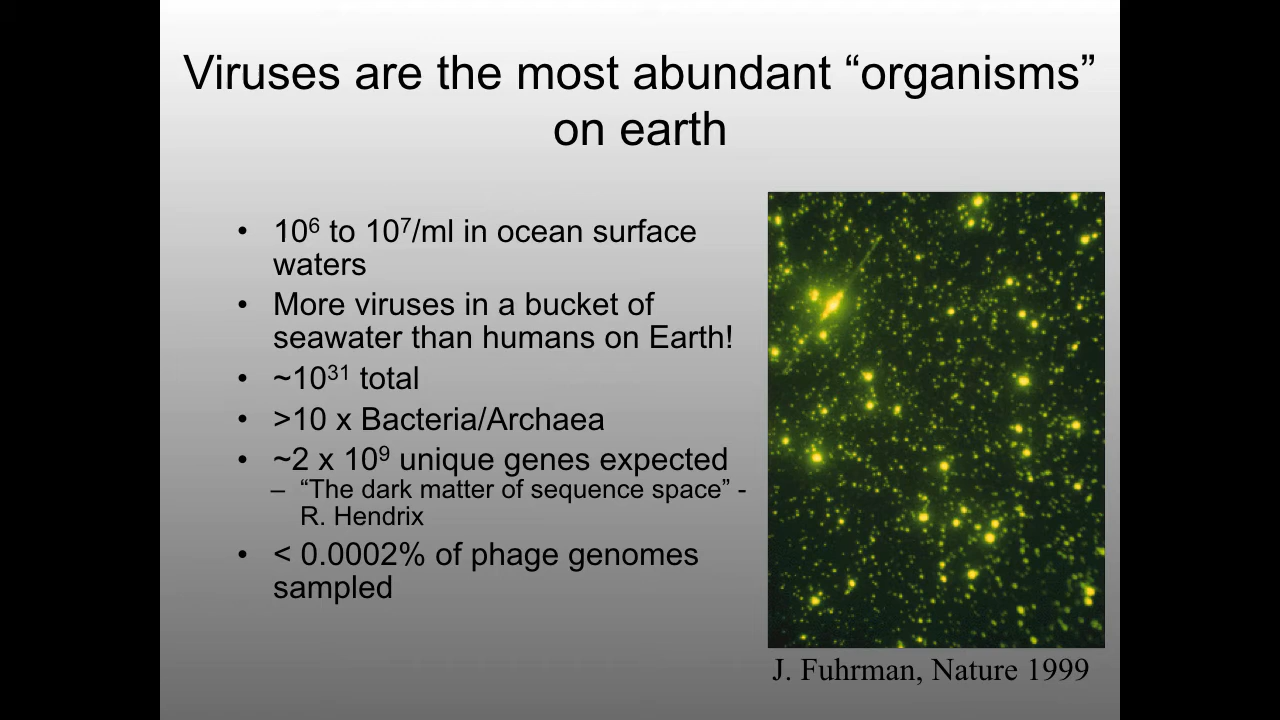 Viruses are the most abundant “organisms”
on earth
• 10⁶ to 10⁷/ml in ocean surface
waters
• More viruses in a bucket of
seawater than humans on Earth!
• ~10³¹ total
• >10 x Bacteria/Archaea
• ~2 x 10⁹ unique genes expected
– “The dark matter of sequence space” -
R. Hendrix
• < 0.0002% of phage genomes
sampled
J. Fuhrman, Nature 1999